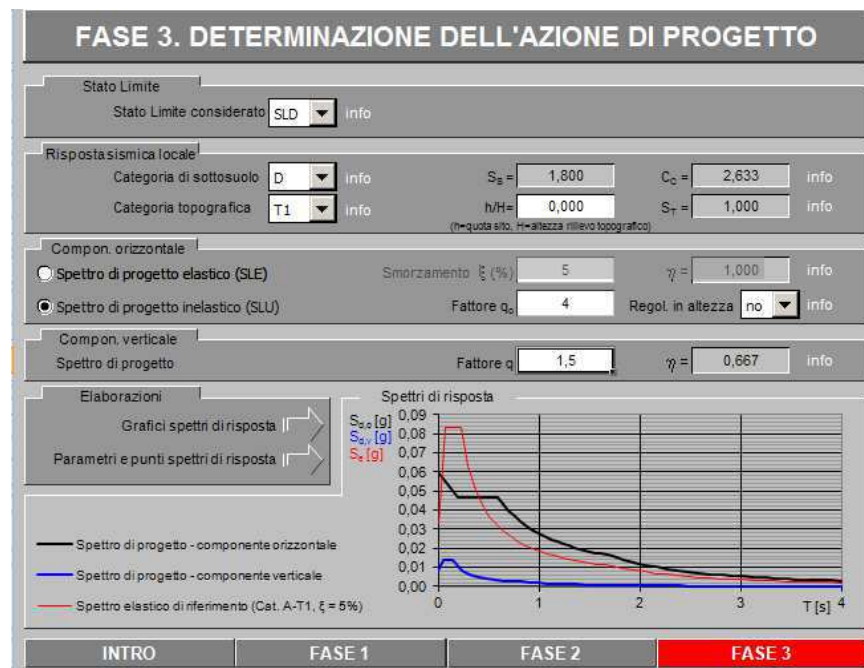 FASE 3. DETERMINAZIONE DELL'AZIONE DI PROGETTO
Stato Limite
Stato Limite considerato SLD info
Risposta sismica locale
Categoria di sottosuolo D info S_S = 1,800 C_C = 2,633 info
Categoria topografica T1 info h/H= 0,000 S_T = 1,000 info
(h=quota sito, H=altezza rilievo topografico)
Compon. orizzontale
Spettro di progetto elastico (SLE) Smorzamento ξ (%) 5 η = 1,000 info
Spettro di progetto inelastico (SLU) Fattore q_o 4 Regol. in altezza no info
Compon. verticale
Spettro di progetto Fattore q 1,5 η = 0,667 info
Elaborazioni
Grafici spettri di risposta
Parametri e punti spettri di risposta
Spettri di risposta
S_d,o [g]
S_d,v [g]
S_e [g]
0,09
0,08
0,07
0,06
0,05
0,04
0,03
0,02
0,01
0,00
0 1 2 3 T [s] 4
Spettro di progetto - componente orizzontale
Spettro di progetto - componente verticale
Spettro elastico di riferimento (Cat. A-T1, ξ = 5%)
INTRO FASE 1 FASE 2 FASE 3